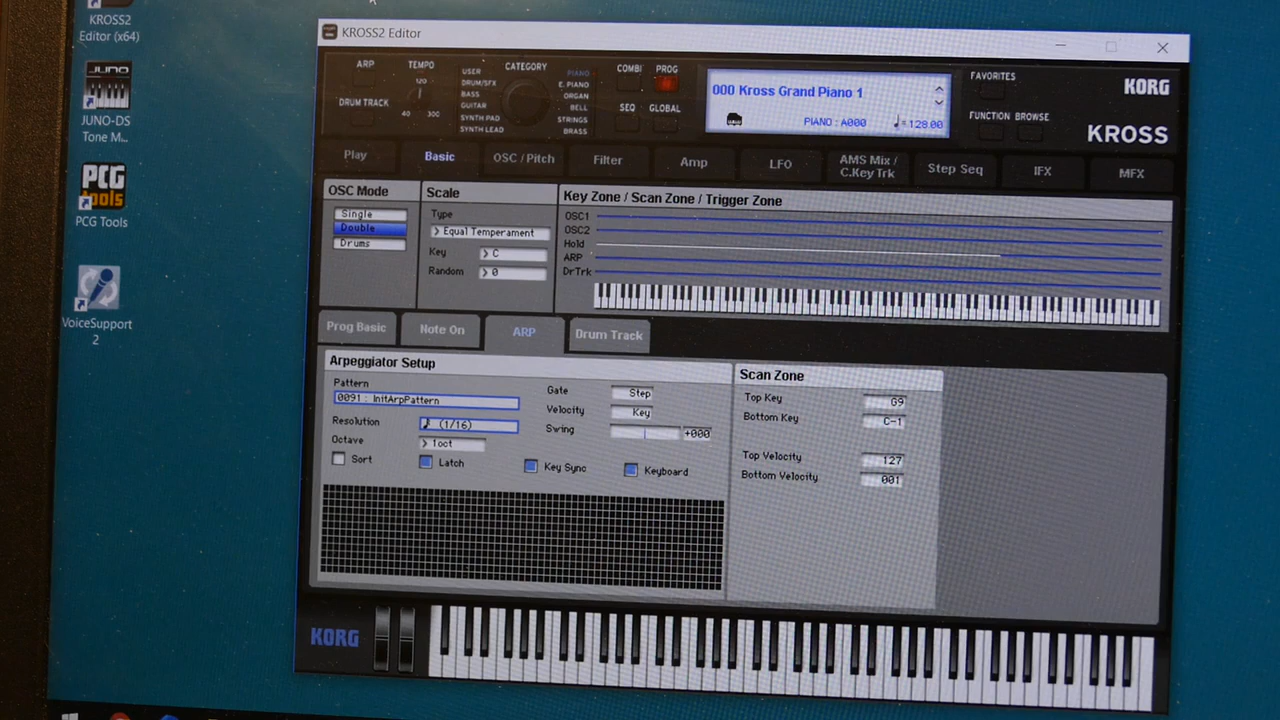 KROSS2
Editor (x64)
JUNO
JUNO-DS
Tone M...
PCG
tools
PCG Tools
VoiceSupport
2
KROSS2 Editor
ARP
TEMPO
120
40
300
DRUM TRACK
CATEGORY
USER
DRUM/SFX
BASS
GUITAR
SYNTH PAD
SYNTH LEAD
PIANO
E. PIANO
ORGAN
BELL
STRINGS
BRASS
COMBI
PROG
SEQ
GLOBAL
000 Kross Grand Piano 1
PIANO : A000
♩=128.00
FAVORITES
FUNCTION
BROWSE
KORG
KROSS
Play
Basic
OSC / Pitch
Filter
Amp
LFO
AMS Mix /
C.KeyTrk
Step Seq
IFX
MFX
OSC Mode
Single
Double
Drums
Scale
Type
Equal Temperament
Key
C
Random
0
Key Zone / Scan Zone / Trigger Zone
OSC1
OSC2
Hold
ARP
DrTrk
Prog Basic
Note On
ARP
Drum Track
Arpeggiator Setup
Pattern
0091 : InitArpPattern
Resolution
(1/16)
Octave
1oct
Sort
Latch
Key Sync
Keyboard
Gate
Step
Velocity
Key
Swing
+000
Scan Zone
Top Key
G9
Bottom Key
C-1
Top Velocity
127
Bottom Velocity
001
KORG